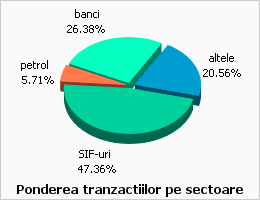 banci
26.38%
altele
20.56%
petrol
5.71%
SIF-uri
47.36%
Ponderea tranzactiilor pe sectoare